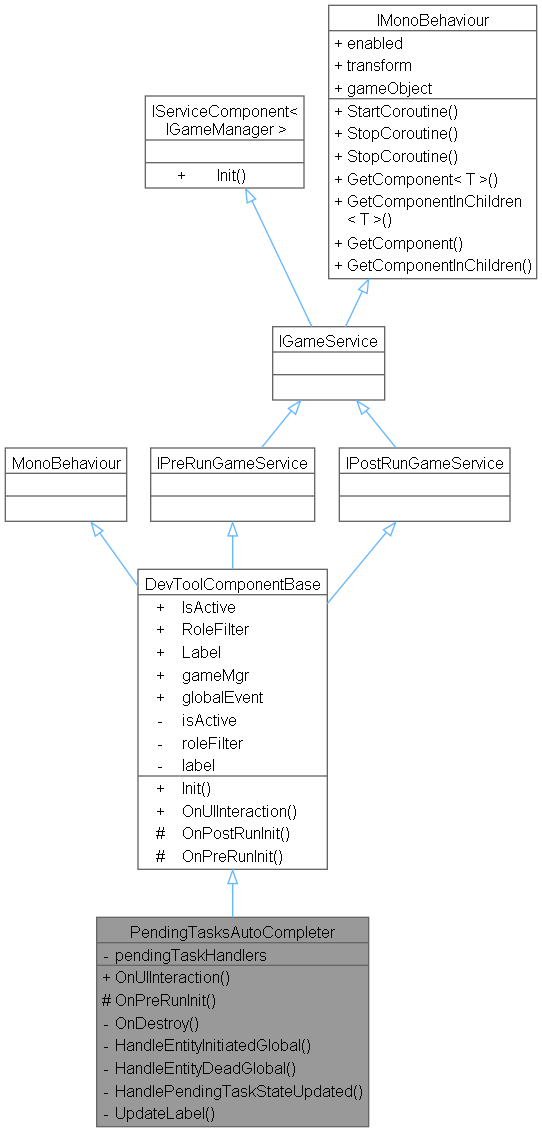 IMonoBehaviour
+ enabled
+ transform
+ gameObject
+ StartCoroutine()
+ StopCoroutine()
+ StopCoroutine()
+ GetComponent< T >()
+ GetComponentInChildren
< T >()
+ GetComponent()
+ GetComponentInChildren()
IServiceComponent<
IGameManager >
+ Init()
IGameService
MonoBehaviour
IPreRunGameService
IPostRunGameService
DevToolComponentBase
+ IsActive
+ RoleFilter
+ Label
+ gameMgr
+ globalEvent
- isActive
- roleFilter
- label
+ Init()
+ OnUIInteraction()
# OnPostRunInit()
# OnPreRunInit()
PendingTasksAutoCompleter
- pendingTaskHandlers
+ OnUIInteraction()
# OnPreRunInit()
- OnDestroy()
- HandleEntityInitiatedGlobal()
- HandleEntityDeadGlobal()
- HandlePendingTaskStateUpdated()
- UpdateLabel()